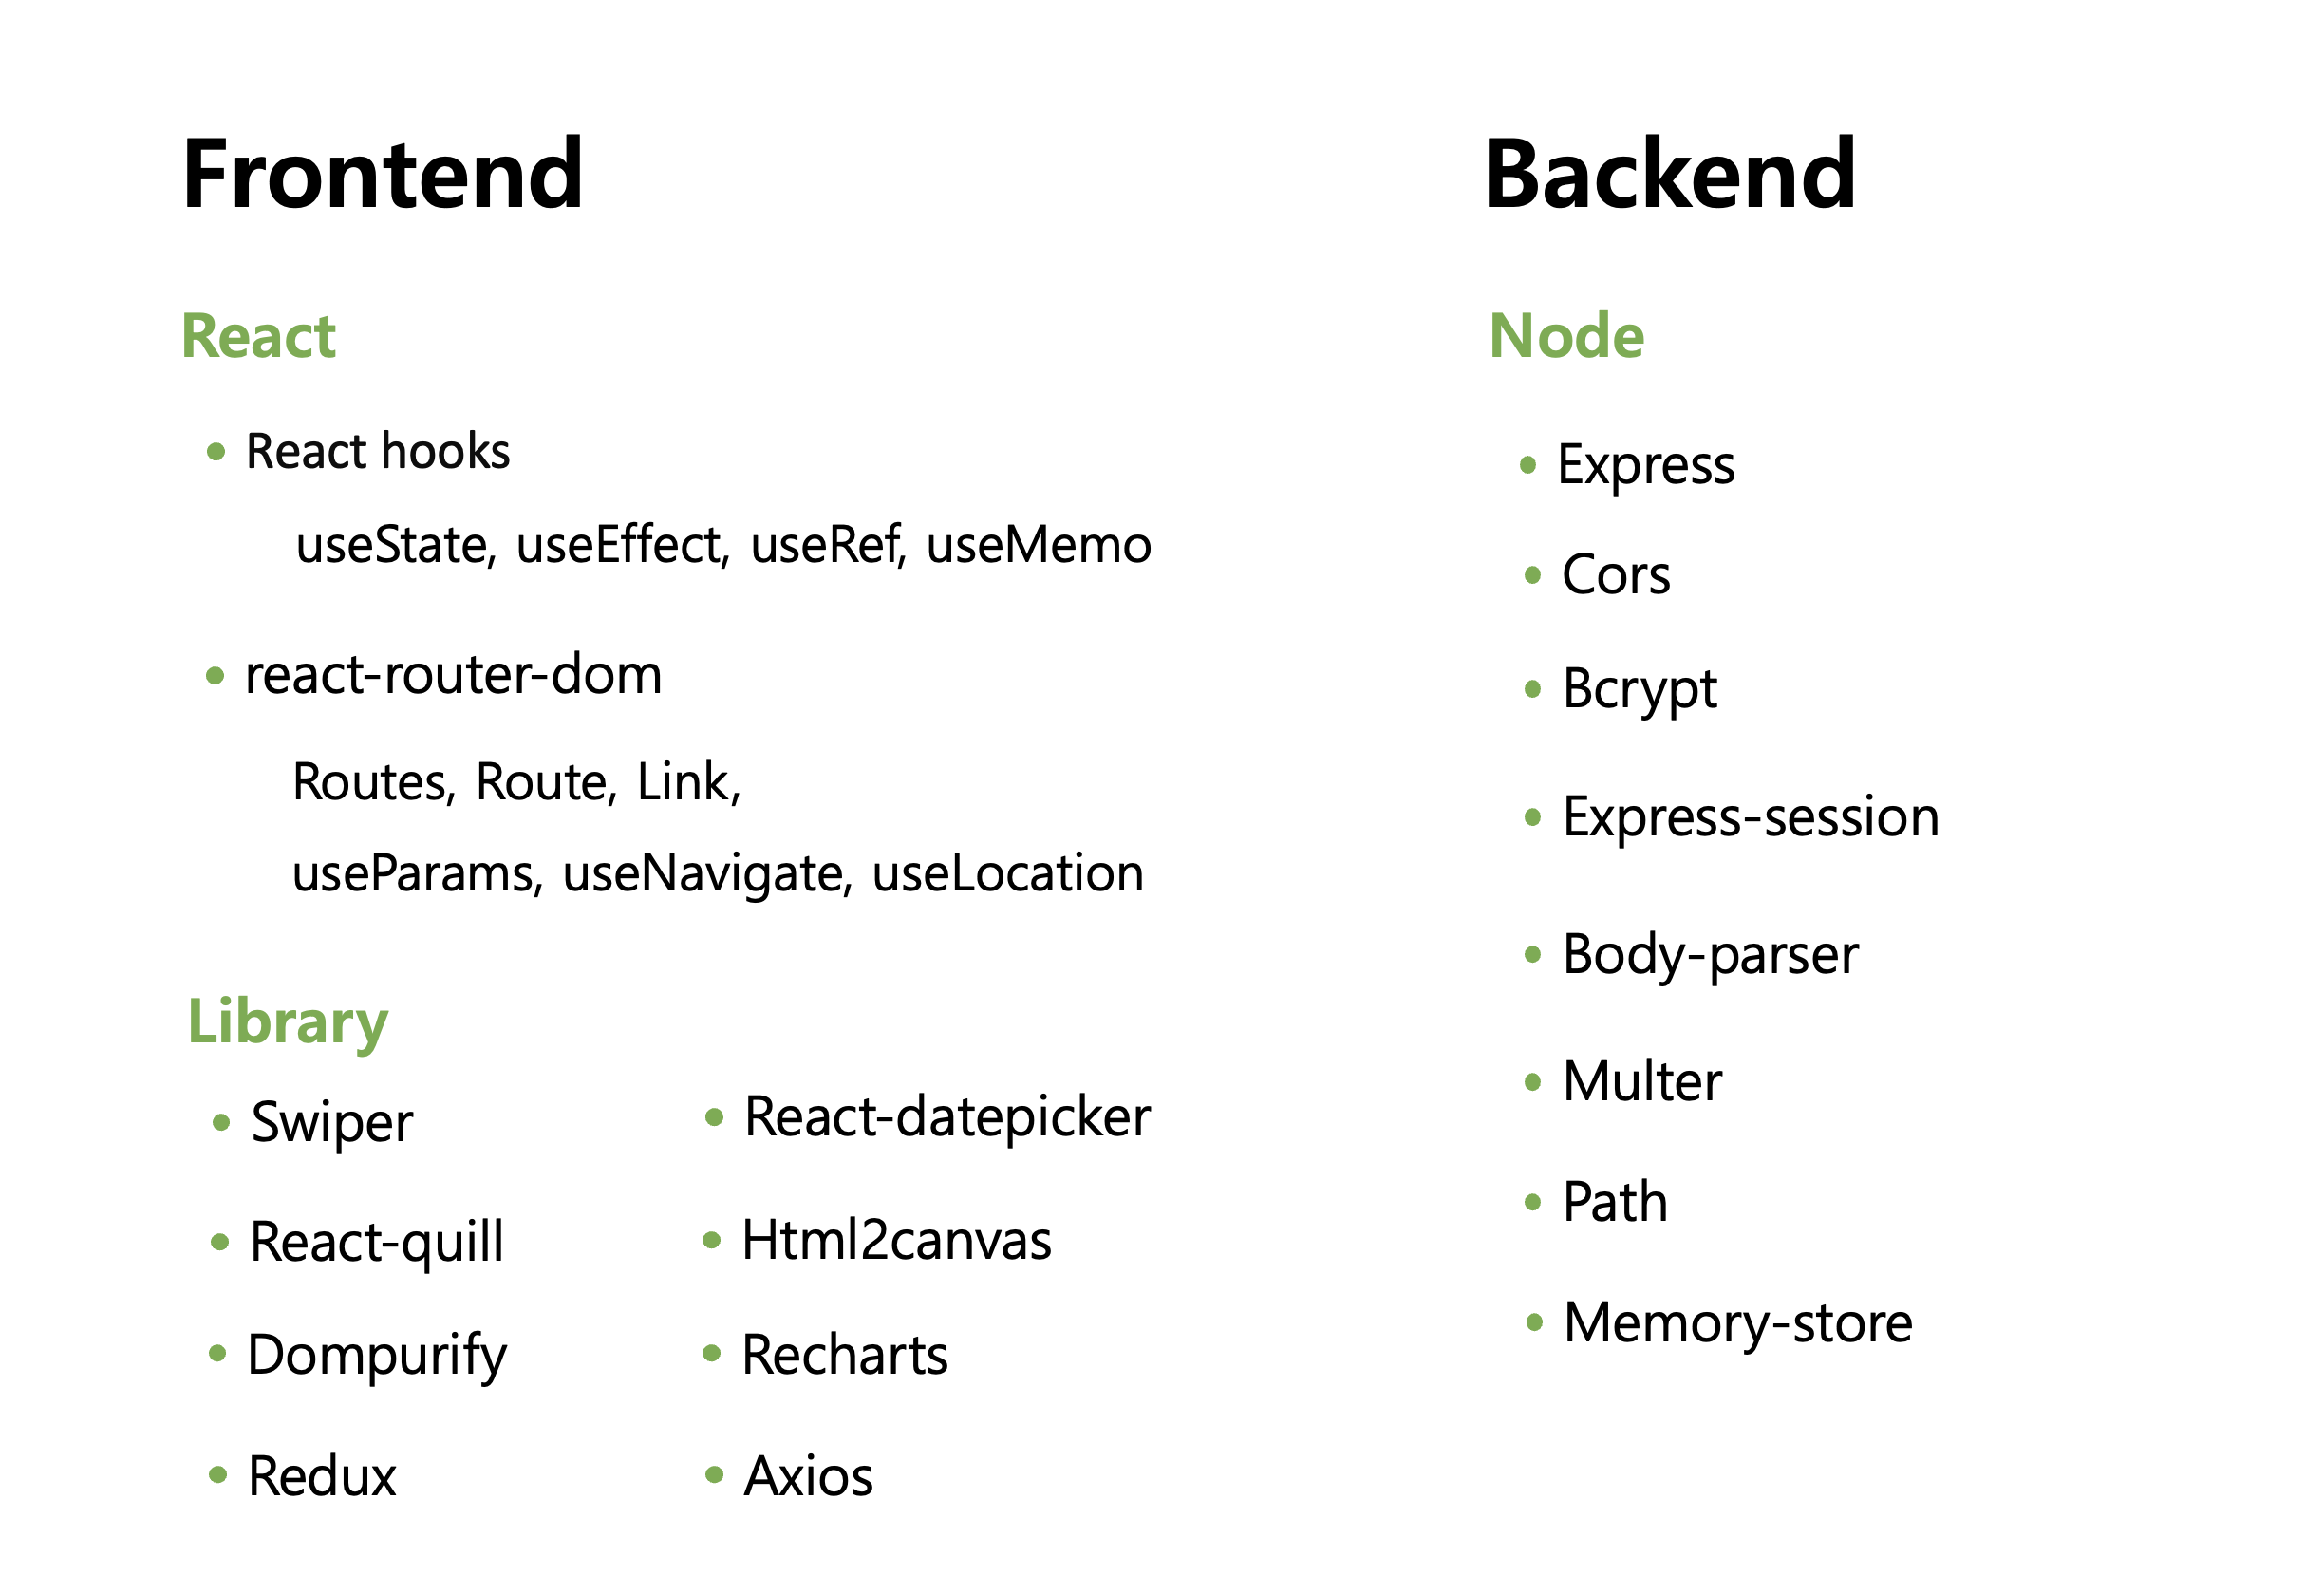 Frontend
React
• React hooks
useState, useEffect, useRef, useMemo
• react-router-dom
Routes, Route, Link,
useParams, useNavigate, useLocation
Library
• Swiper
• React-quill
• Dompurify
• Redux
• React-datepicker
• Html2canvas
• Recharts
• Axios
Backend
Node
• Express
• Cors
• Bcrypt
• Express-session
• Body-parser
• Multer
• Path
• Memory-store